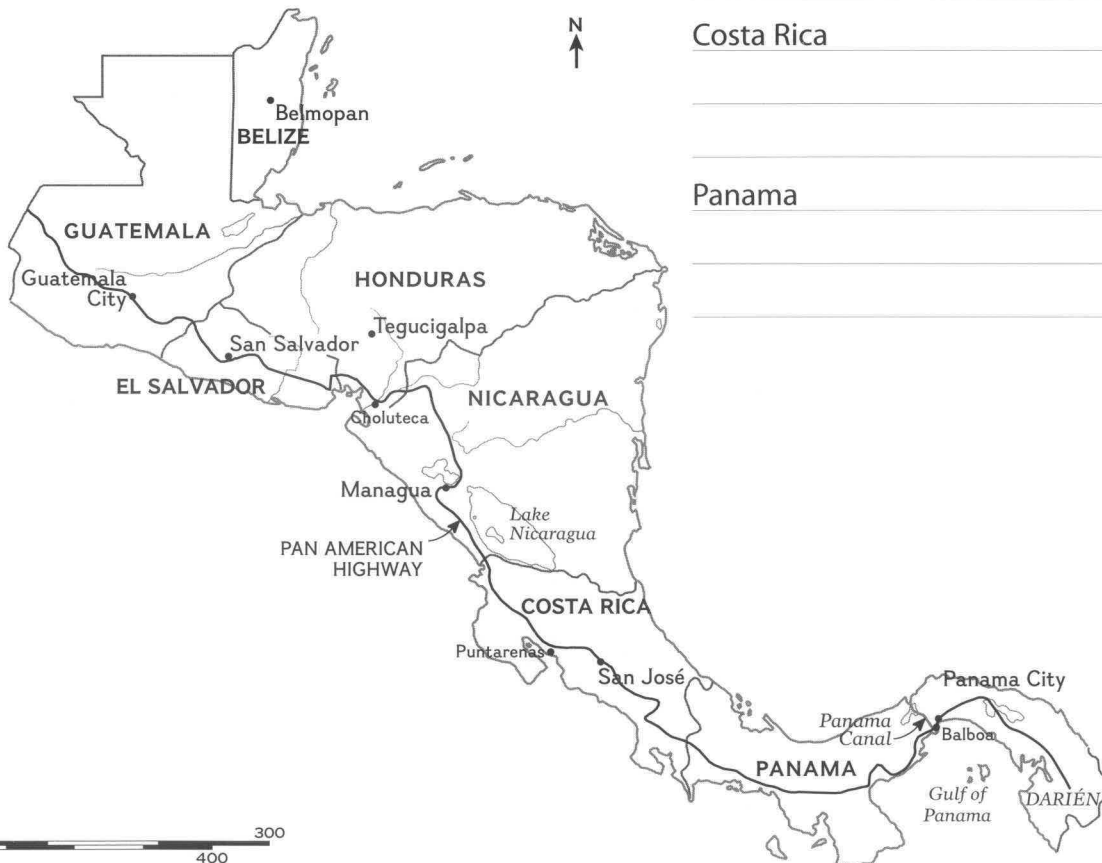 N
Costa Rica
Panama
Belmopan
BELIZE
GUATEMALA
Guatemala
City
HONDURAS
Tegucigalpa
San Salvador
EL SALVADOR
Choluteca
NICARAGUA
Managua
Lake
Nicaragua
PAN AMERICAN
HIGHWAY
COSTA RICA
Puntarenas
San José
Panama City
Panama
Canal
Balboa
PANAMA
Gulf of
Panama
DARIÉN
300
400